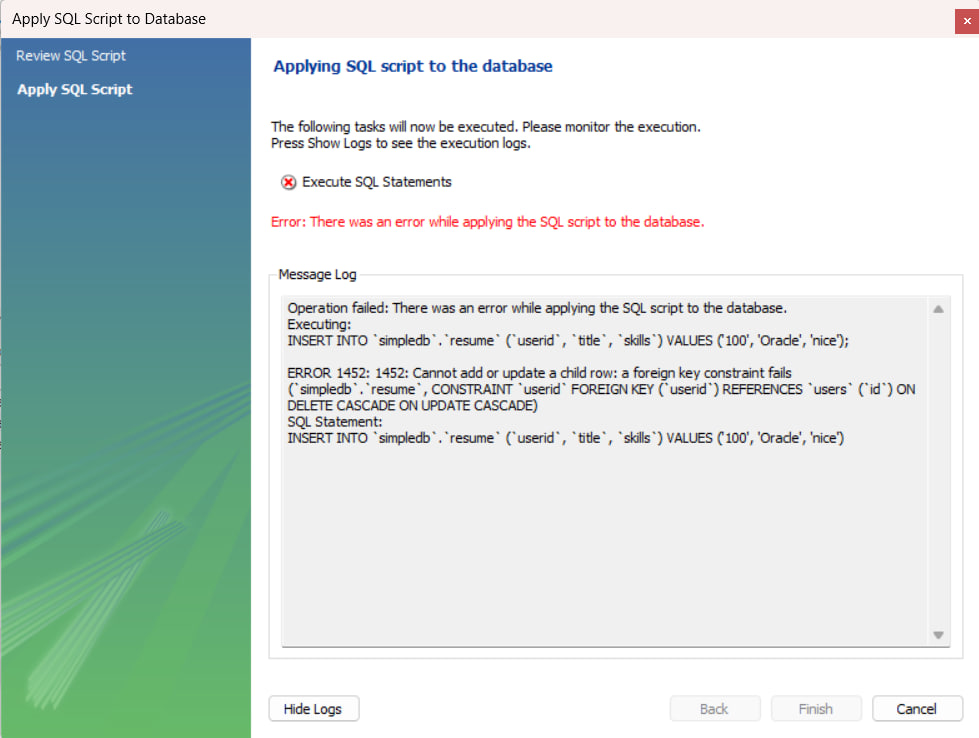 Apply SQL Script to Database
Review SQL Script
Apply SQL Script
Applying SQL script to the database
The following tasks will now be executed. Please monitor the execution.
Press Show Logs to see the execution logs.
Execute SQL Statements
Error: There was an error while applying the SQL script to the database.
Message Log
Operation failed: There was an error while applying the SQL script to the database.
Executing:
INSERT INTO `simpledb`.`resume` (`userid`, `title`, `skills`) VALUES ('100', 'Oracle', 'nice');
ERROR 1452: 1452: Cannot add or update a child row: a foreign key constraint fails
(`simpledb`.`resume`, CONSTRAINT `userid` FOREIGN KEY (`userid`) REFERENCES `users` (`id`) ON
DELETE CASCADE ON UPDATE CASCADE)
SQL Statement:
INSERT INTO `simpledb`.`resume` (`userid`, `title`, `skills`) VALUES ('100', 'Oracle', 'nice')
Hide Logs
Back
Finish
Cancel